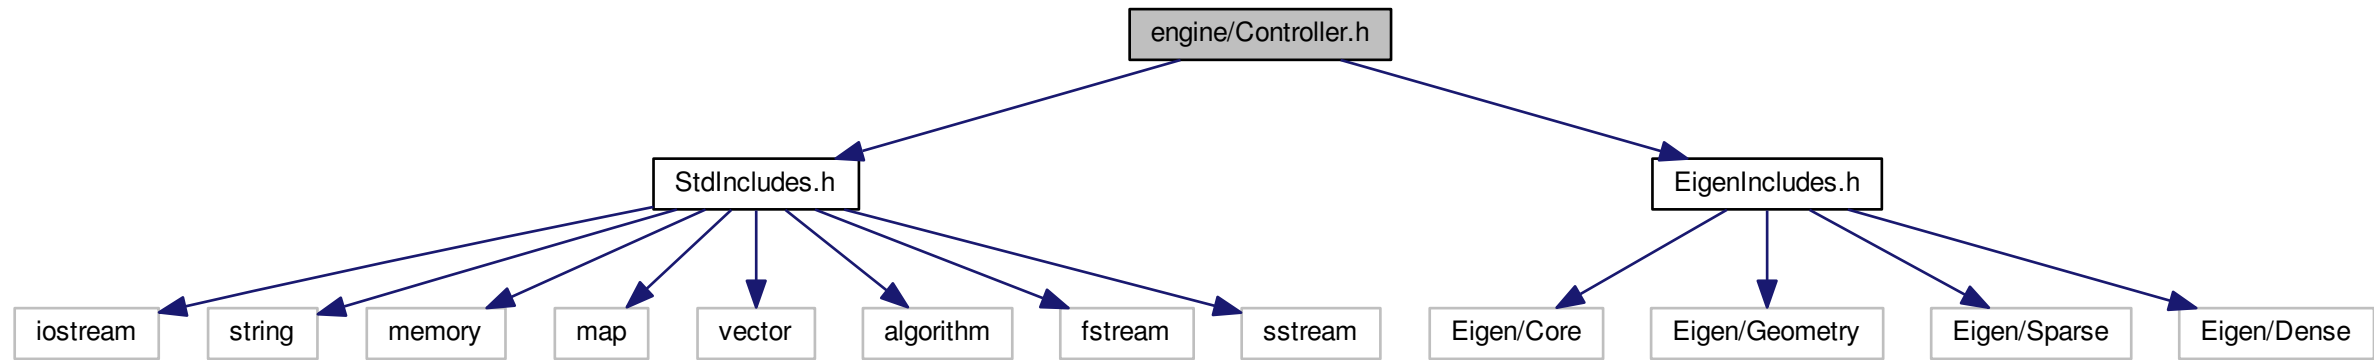 engine/Controller.h
StdIncludes.h
EigenIncludes.h
iostream
string
memory
map
vector
algorithm
fstream
sstream
Eigen/Core
Eigen/Geometry
Eigen/Sparse
Eigen/Dense